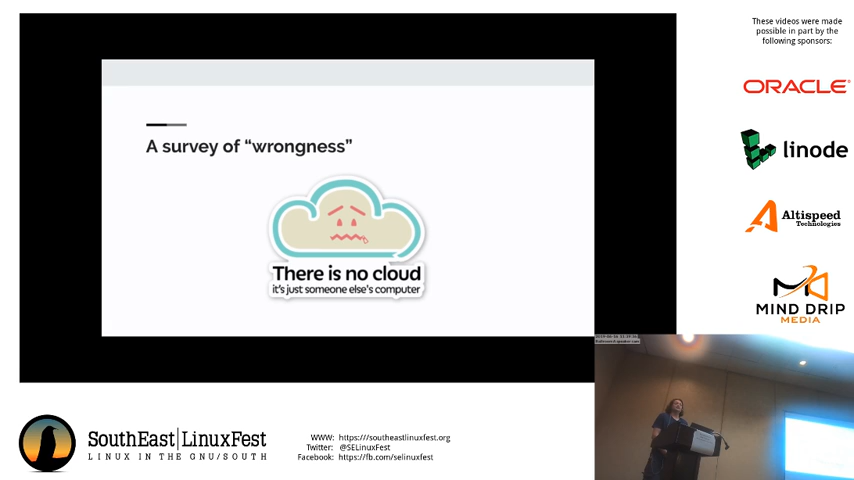 These videos were made
possible in part by the
following sponsors:
ORACLE
linode
Altispeed
Technologies
MIND DRIP
MEDIA
A survey of “wrongness”
There is no cloud
it's just someone else's computer
SouthEast|LinuxFest
LINUX IN THE GNU/SOUTH
WWW: https:///southeastlinuxfest.org
Twitter: @SELinuxFest
Facebook: https://fb.com/selinuxfest